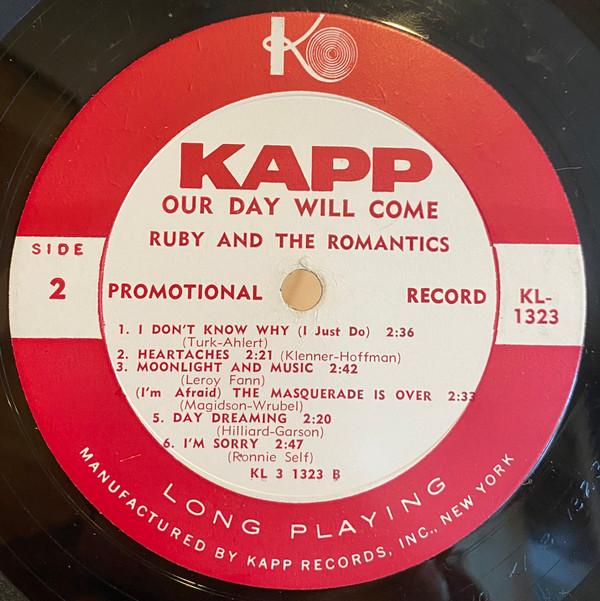 K
KAPP
OUR DAY WILL COME
RUBY AND THE ROMANTICS
SIDE
2
PROMOTIONAL RECORD
KL-
1323
1. I DON'T KNOW WHY (I Just Do) 2:36
(Turk-Ahlert)
2. HEARTACHES 2:21 (Klenner-Hoffman)
3. MOONLIGHT AND MUSIC 2:42
(Leroy Fann)
(I'm Afraid) THE MASQUERADE IS OVER 2:33
(Magidson-Wrubel)
5. DAY DREAMING 2:20
(Hilliard-Garson)
6. I'M SORRY 2:47
(Ronnie Self)
KL 3 1323 B
LONG PLAYING
MANUFACTURED BY KAPP RECORDS, INC., NEW YORK